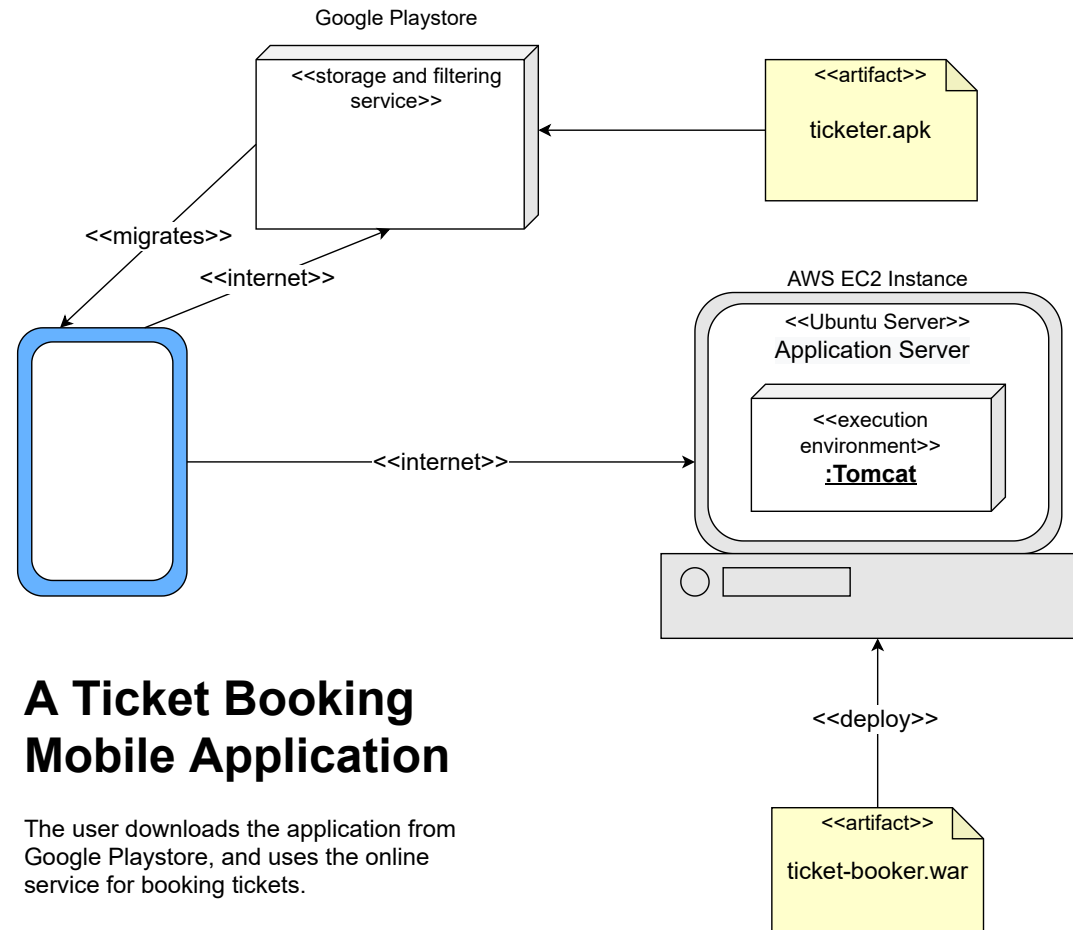 Google Playstore
<<storage and filtering
service>>
<<artifact>>
ticketer.apk
<<migrates>>
<<internet>>
AWS EC2 Instance
<<Ubuntu Server>>
Application Server
<<execution
environment>>
:Tomcat
<<internet>>
A Ticket Booking
Mobile Application
<<deploy>>
The user downloads the application from
Google Playstore, and uses the online
service for booking tickets.
<<artifact>>
ticket-booker.war